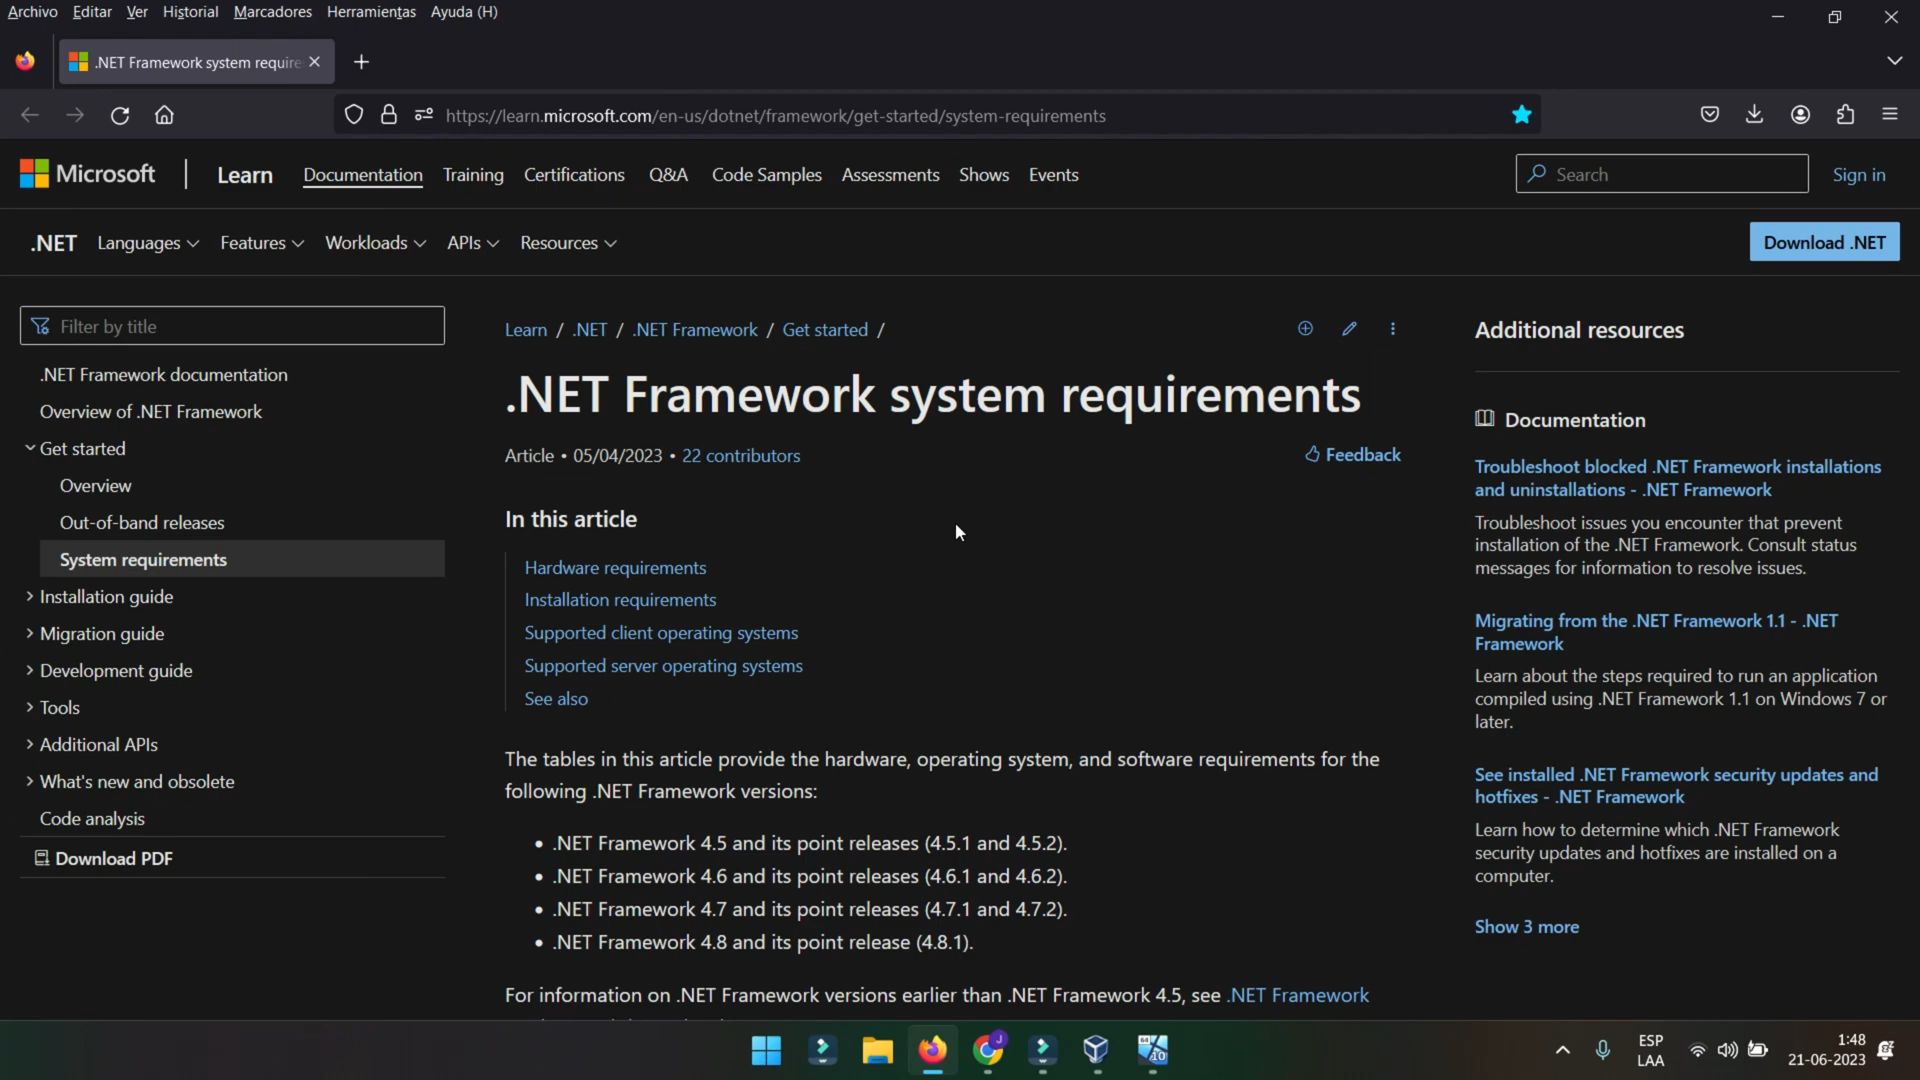 Archivo Editar Ver Historial Marcadores Herramientas Ayuda (H)
.NET Framework system require
https://learn.microsoft.com/en-us/dotnet/framework/get-started/system-requirements
Microsoft Learn Documentation Training Certifications Q&A Code Samples Assessments Shows Events Search Sign in
.NET Languages Features Workloads APIs Resources Download .NET
Filter by title
.NET Framework documentation
Overview of .NET Framework
Get started
Overview
Out-of-band releases
System requirements
Installation guide
Migration guide
Development guide
Tools
Additional APIs
What's new and obsolete
Code analysis
Download PDF
Learn / .NET / .NET Framework / Get started /
.NET Framework system requirements
Article • 05/04/2023 • 22 contributors
Feedback
In this article
Hardware requirements
Installation requirements
Supported client operating systems
Supported server operating systems
See also
The tables in this article provide the hardware, operating system, and software requirements for the
following .NET Framework versions:
• .NET Framework 4.5 and its point releases (4.5.1 and 4.5.2).
• .NET Framework 4.6 and its point releases (4.6.1 and 4.6.2).
• .NET Framework 4.7 and its point releases (4.7.1 and 4.7.2).
• .NET Framework 4.8 and its point release (4.8.1).
For information on .NET Framework versions earlier than .NET Framework 4.5, see .NET Framework
Additional resources
Documentation
Troubleshoot blocked .NET Framework installations
and uninstallations - .NET Framework
Troubleshoot issues you encounter that prevent
installation of the .NET Framework. Consult status
messages for information to resolve issues.
Migrating from the .NET Framework 1.1 - .NET
Framework
Learn about the steps required to run an application
compiled using .NET Framework 1.1 on Windows 7 or
later.
See installed .NET Framework security updates and
hotfixes - .NET Framework
Learn how to determine which .NET Framework
security updates and hotfixes are installed on a
computer.
Show 3 more
J
64
10
ESP
LAA
1:48
21-06-2023